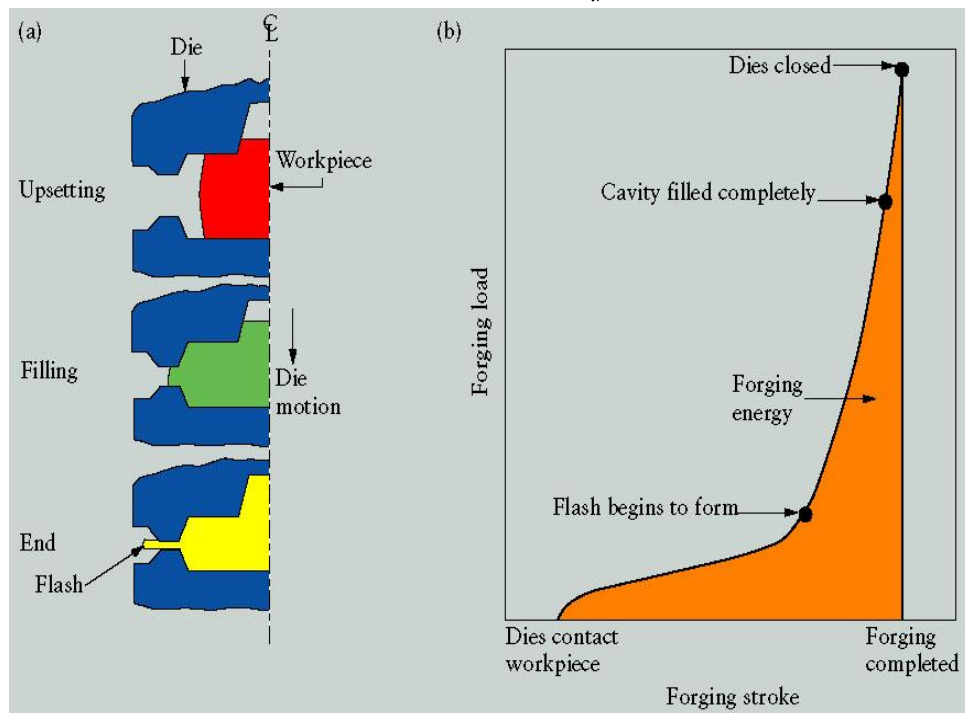 (a)
℄
Die
Workpiece
Upsetting
Filling
Die
motion
End
Flash
(b)
Dies closed
Cavity filled completely
Forging load
Forging
energy
Flash begins to form
Dies contact
workpiece
Forging
completed
Forging stroke